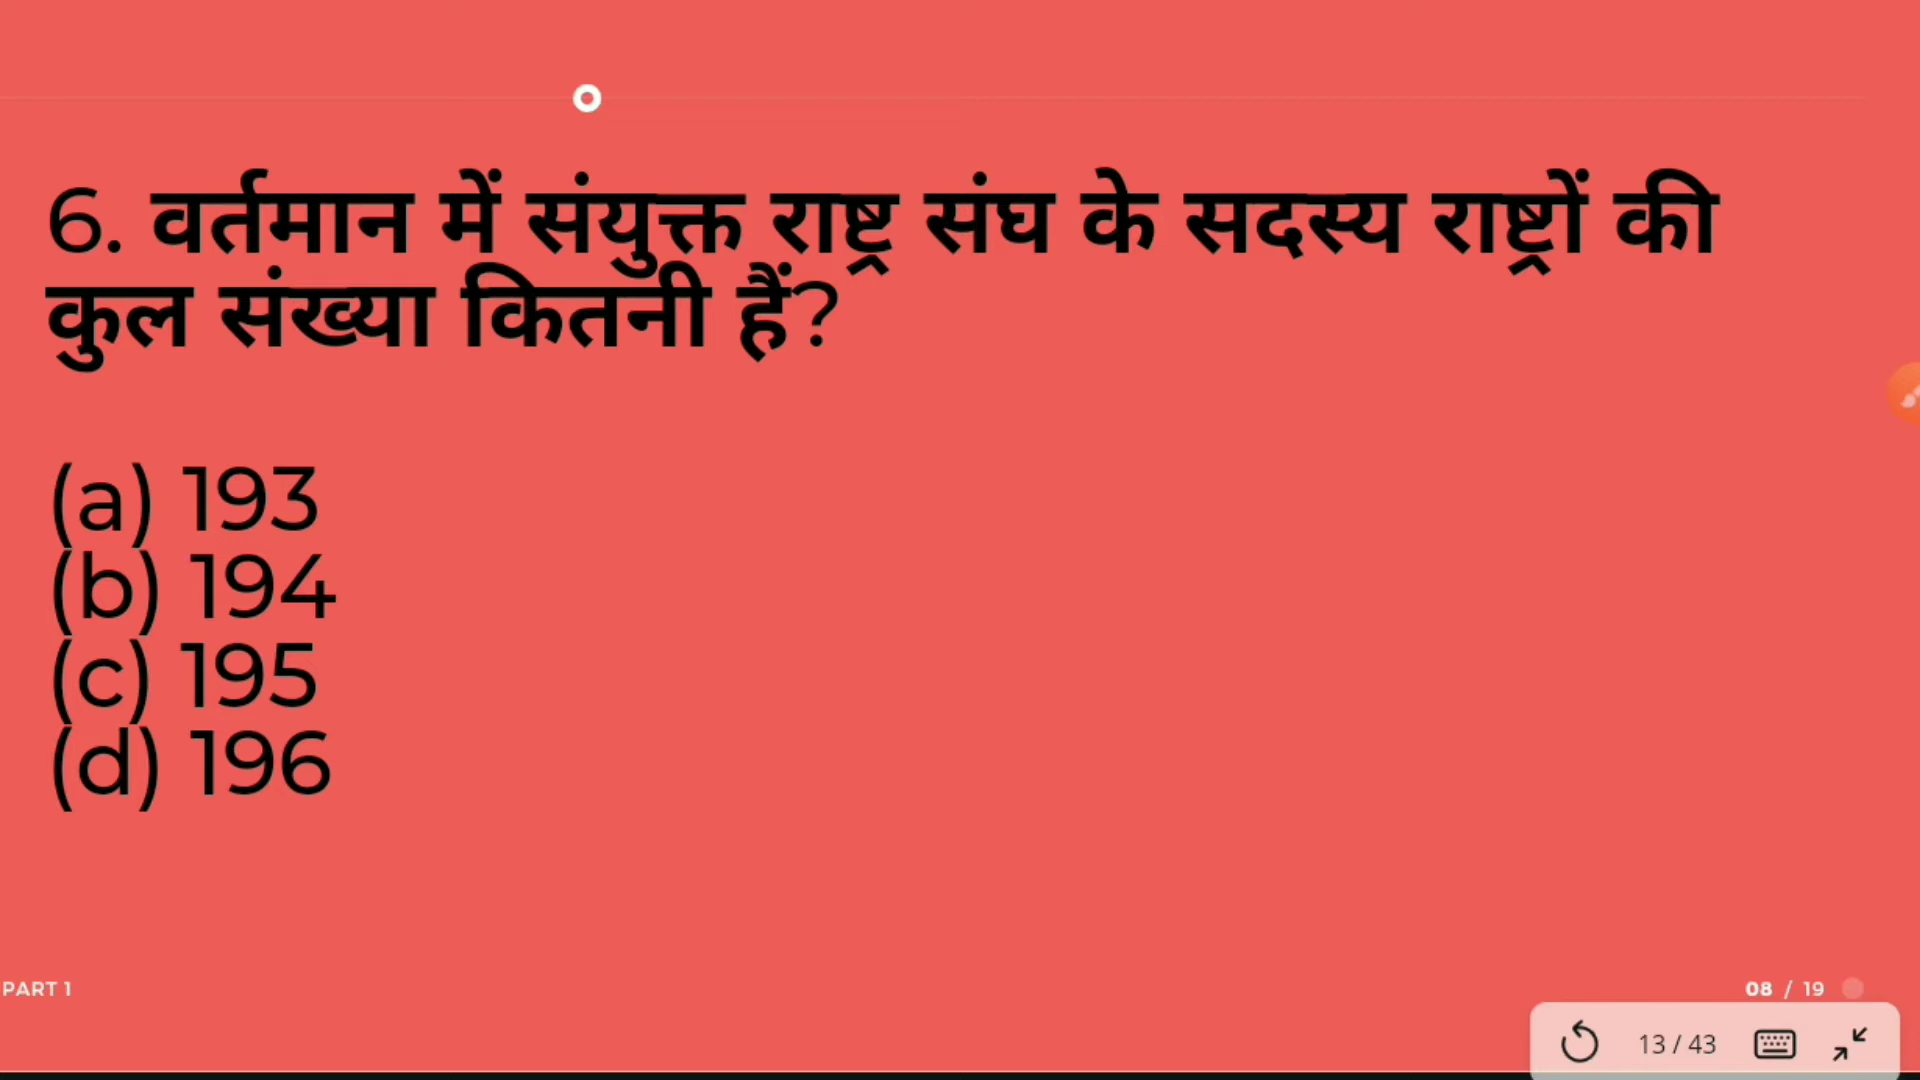 6. वर्तमान में संयुक्त राष्ट्र संघ के सदस्य राष्ट्रों की
कुल संख्या कितनी हैं?
(a) 193
(b) 194
(c) 195
(d) 196
PART 1
08 / 19
13 / 43